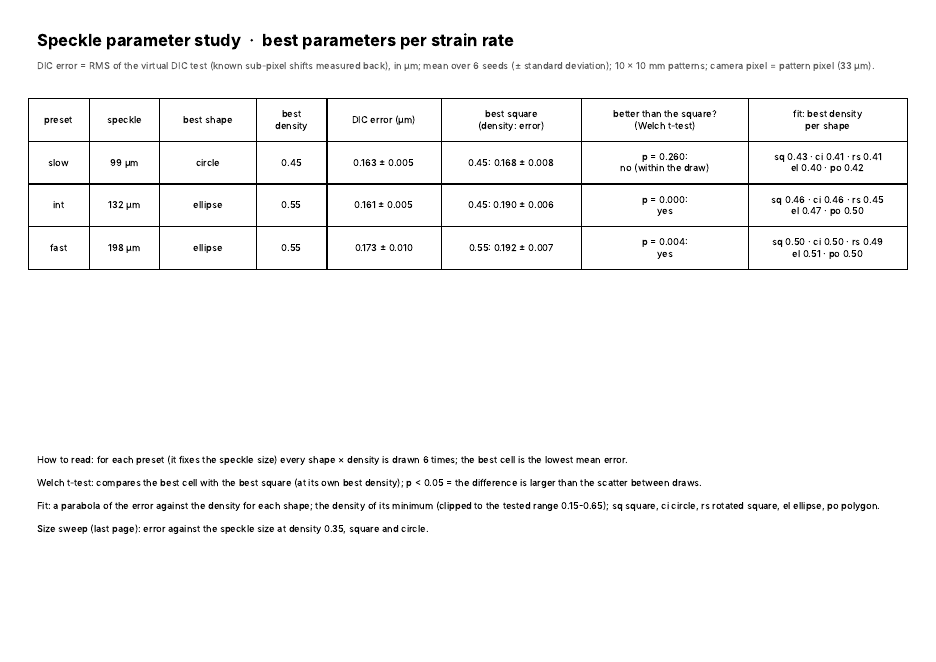 Speckle parameter study · best parameters per strain rate
DIC error = RMS of the virtual DIC test (known sub-pixel shifts measured back), in µm; mean over 6 seeds (± standard deviation); 10 × 10 mm patterns; camera pixel = pattern pixel (33 µm).
preset speckle best shape best density DIC error (µm) best square (density: error) better than the square? (Welch t-test) fit: best density per shape
slow 99 µm circle 0.45 0.163 ± 0.005 0.45: 0.168 ± 0.008 p = 0.260: no (within the draw) sq 0.43 · ci 0.41 · rs 0.41 el 0.40 · po 0.42
int 132 µm ellipse 0.55 0.161 ± 0.005 0.45: 0.190 ± 0.006 p = 0.000: yes sq 0.46 · ci 0.46 · rs 0.45 el 0.47 · po 0.50
fast 198 µm ellipse 0.55 0.173 ± 0.010 0.55: 0.192 ± 0.007 p = 0.004: yes sq 0.50 · ci 0.50 · rs 0.49 el 0.51 · po 0.50
How to read: for each preset (it fixes the speckle size) every shape × density is drawn 6 times; the best cell is the lowest mean error.
Welch t-test: compares the best cell with the best square (at its own best density); p < 0.05 = the difference is larger than the scatter between draws.
Fit: a parabola of the error against the density for each shape; the density of its minimum (clipped to the tested range 0.15-0.65); sq square, ci circle, rs rotated square, el ellipse, po polygon.
Size sweep (last page): error against the speckle size at density 0.35, square and circle.